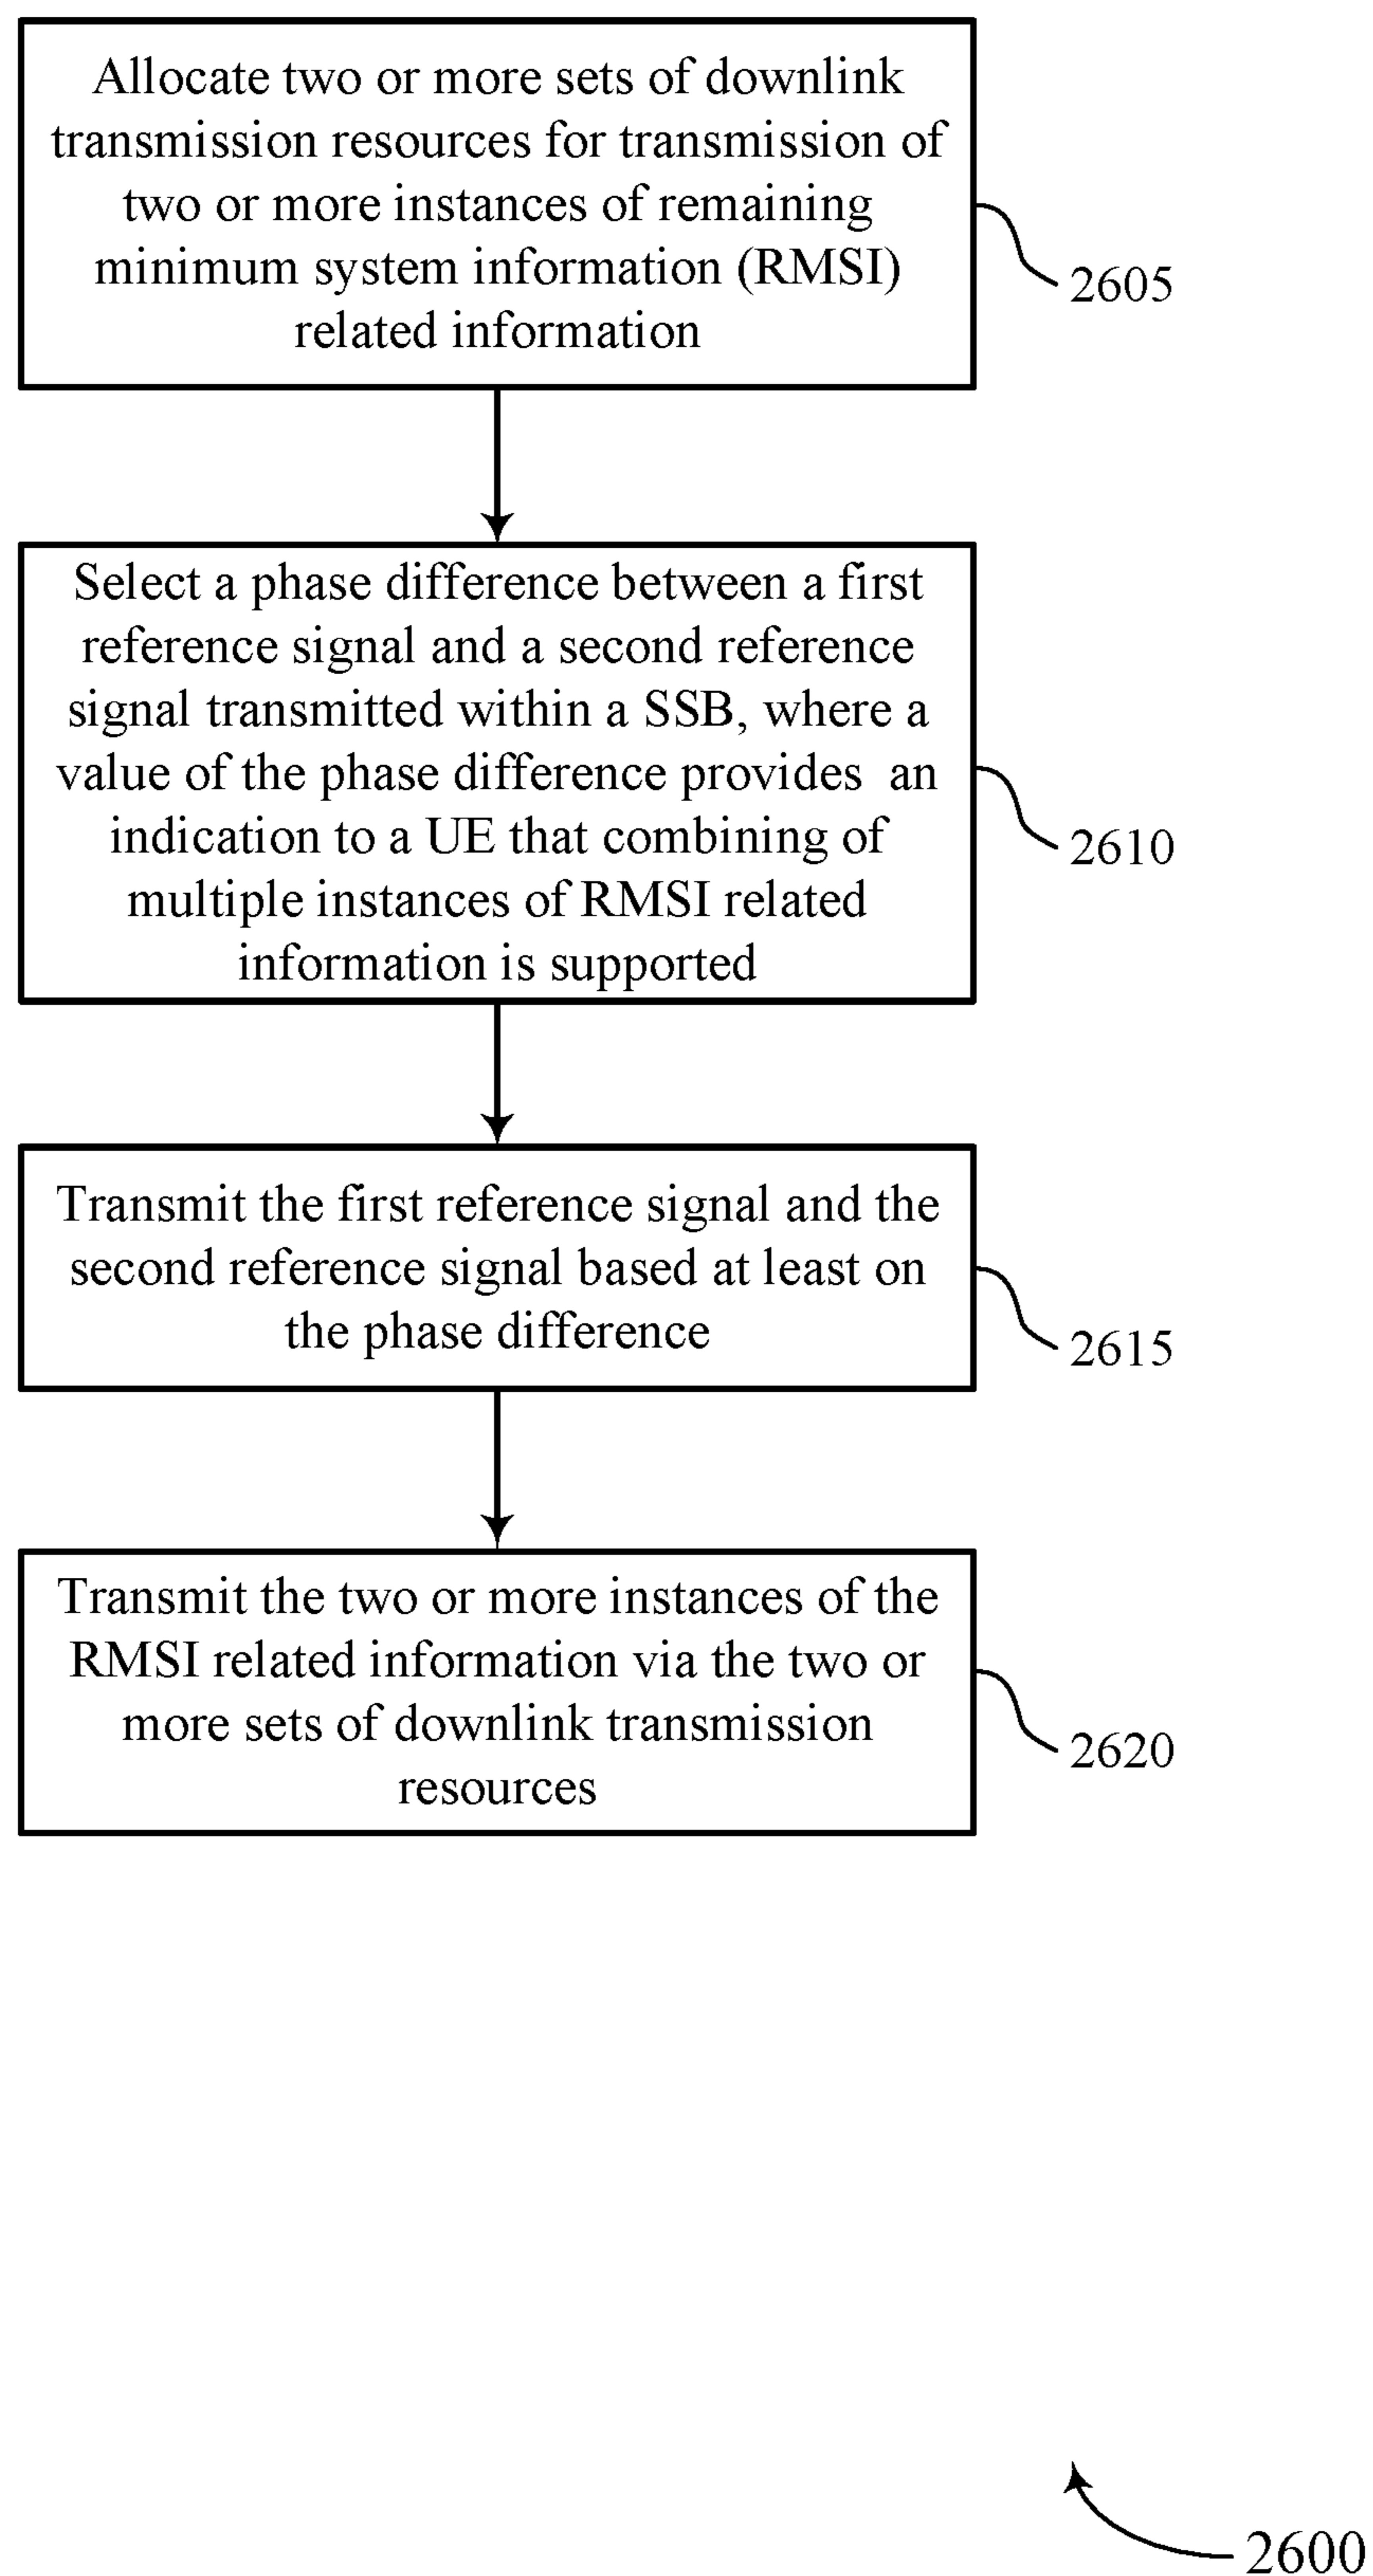 Allocate two or more sets of downlink
transmission resources for transmission of
two or more instances of remaining
minimum system information (RMSI)
related information
2605
Select a phase difference between a first
reference signal and a second reference
signal transmitted within a SSB, where a
value of the phase difference provides  an
indication to a UE that combining of
multiple instances of RMSI related
information is supported
2610
Transmit the first reference signal and the
second reference signal based at least on
the phase difference
2615
Transmit the two or more instances of the
RMSI related information via the two or
more sets of downlink transmission
resources
2620
2600